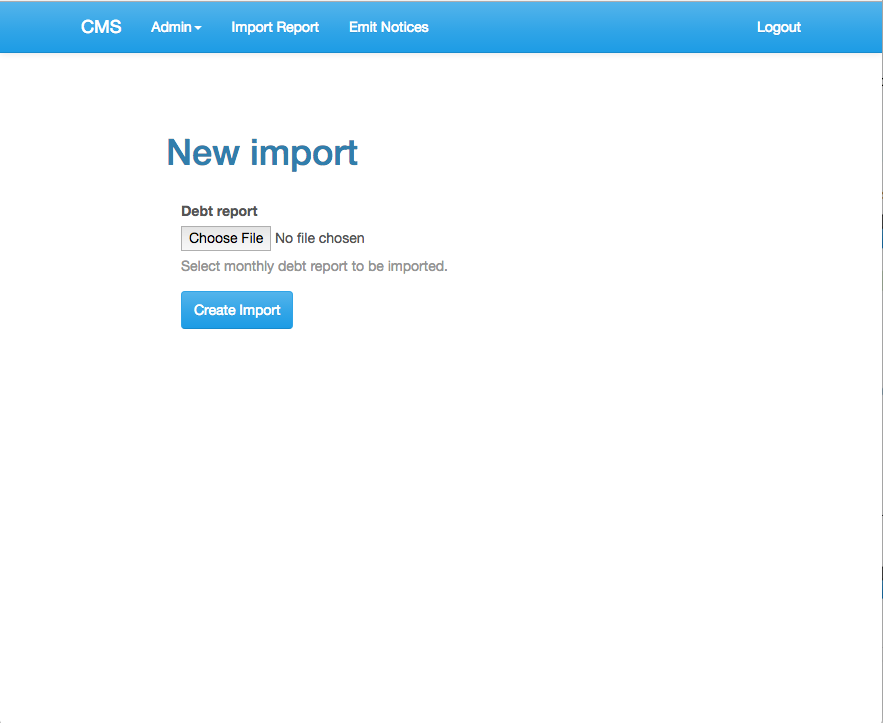 CMS Admin Import Report Emit Notices Logout
New import
Debt report
Choose File No file chosen
Select monthly debt report to be imported.
Create Import